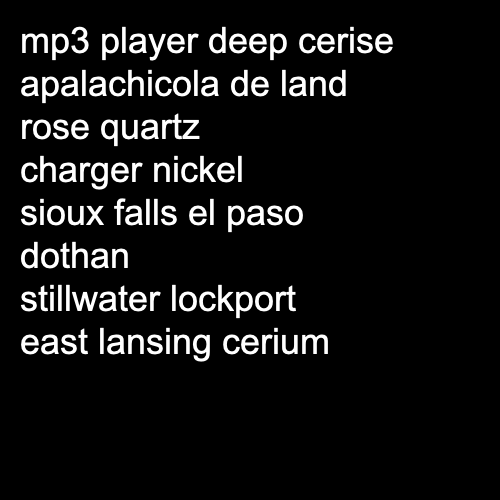 mp3 player deep cerise
apalachicola de land
rose quartz
charger nickel
sioux falls el paso
dothan
stillwater lockport
east lansing cerium